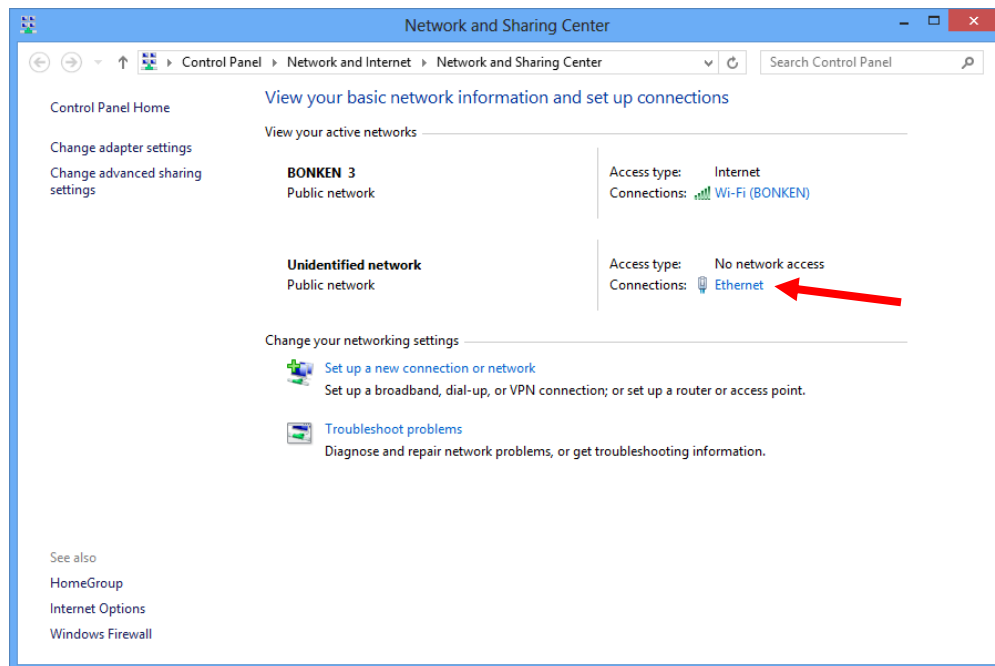 Network and Sharing Center
Control Panel Network and Internet Network and Sharing Center
Search Control Panel
Control Panel Home
Change adapter settings
Change advanced sharing
settings
View your basic network information and set up connections
View your active networks
BONKEN 3
Public network
Access type: Internet
Connections: Wi-Fi (BONKEN)
Unidentified network
Public network
Access type: No network access
Connections: Ethernet
Change your networking settings
Set up a new connection or network
Set up a broadband, dial-up, or VPN connection; or set up a router or access point.
Troubleshoot problems
Diagnose and repair network problems, or get troubleshooting information.
See also
HomeGroup
Internet Options
Windows Firewall